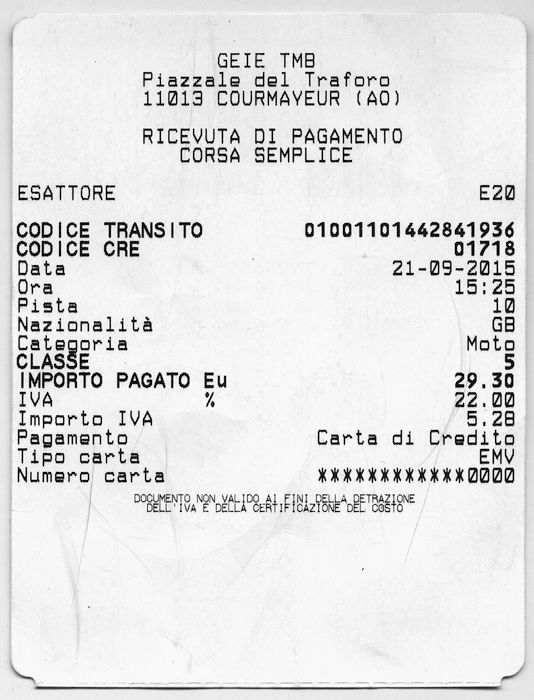 GEIE TMB
Piazzale del Traforo
11013 COURMAYEUR (AO)
RICEVUTA DI PAGAMENTO
CORSA SEMPLICE
ESATTORE E20
CODICE TRANSITO 01001101442841936
CODICE CRE 01718
Data 21-09-2015
Ora 15:25
Pista 10
Nazionalità GB
Categoria Moto
CLASSE 5
IMPORTO PAGATO Eu 29.30
IVA % 22.00
Importo IVA 5.28
Pagamento Carta di Credito
Tipo carta EMV
Numero carta ************0000
DOCUMENTO NON VALIDO AI FINI DELLA DETRAZIONE
DELL'IVA E DELLA CERTIFICAZIONE DEL COSTO